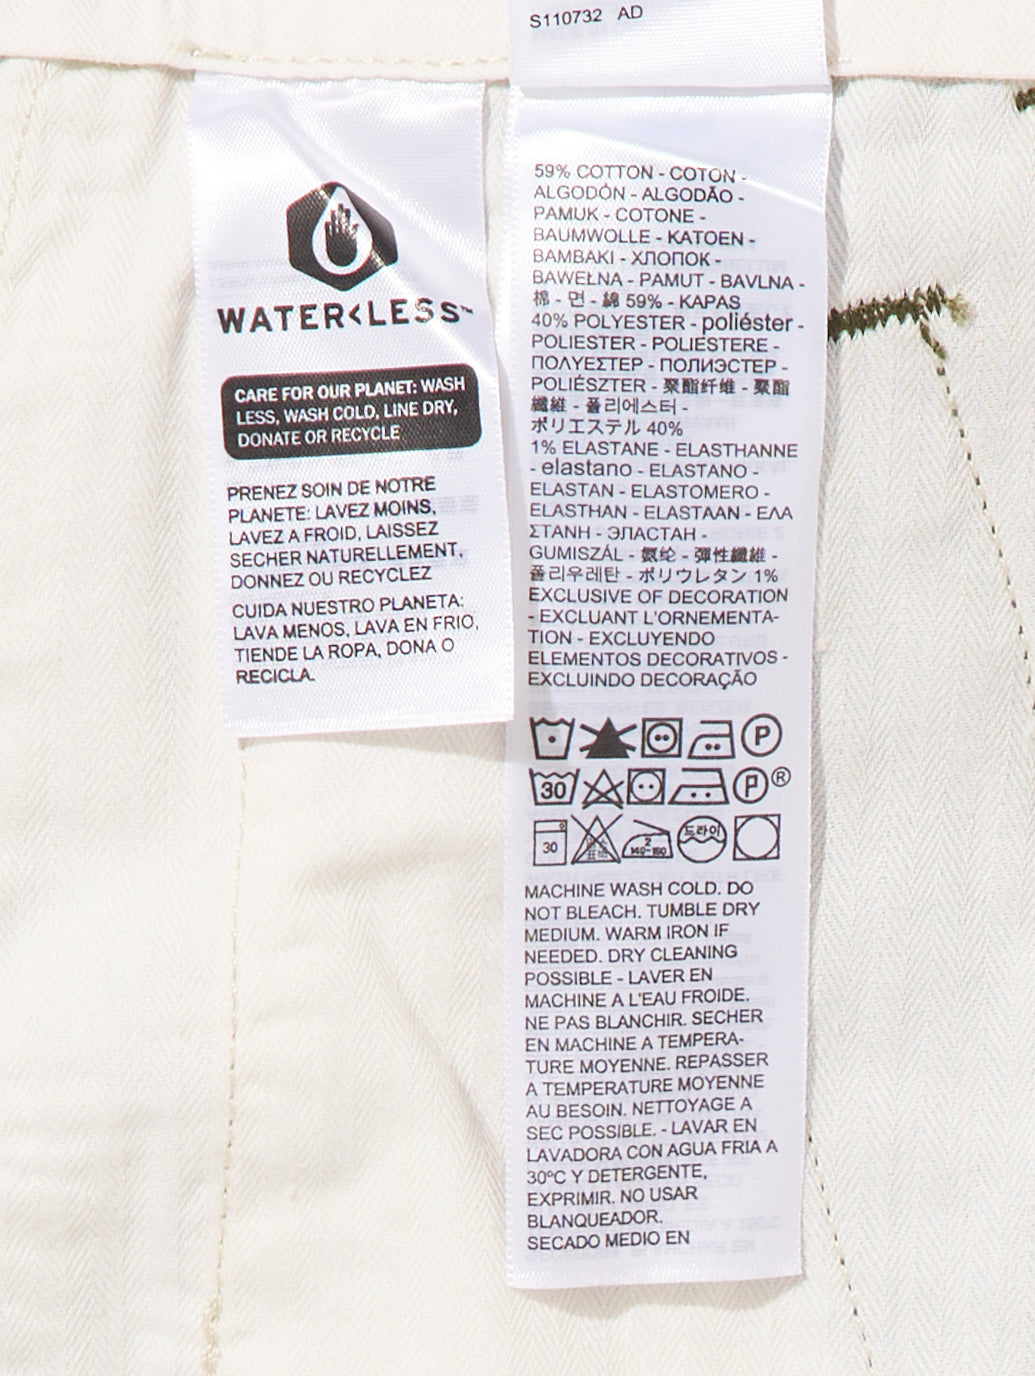 S110732 AD
WATER<LESS™
CARE FOR OUR PLANET: WASH
LESS, WASH COLD, LINE DRY,
DONATE OR RECYCLE
PRENEZ SOIN DE NOTRE
PLANETE: LAVEZ MOINS,
LAVEZ A FROID, LAISSEZ
SECHER NATURELLEMENT,
DONNEZ OU RECYCLEZ
CUIDA NUESTRO PLANETA:
LAVA MENOS, LAVA EN FRIO,
TIENDE LA ROPA, DONA O
RECICLA.
59% COTTON - COTON -
ALGODÓN - ALGODÃO -
PAMUK - COTONE -
BAUMWOLLE - KATOEN -
BAMBAKI - ХЛОПОК -
BAWEŁNA - PAMUT - BAVLNA -
棉 - 면 - 綿 59% - KAPAS
40% POLYESTER - poliéster -
POLIESTER - POLIESTERE -
ΠΟΛΥΕΣΤΕΡ - ПОЛИЭСТЕР -
POLIÉSZTER - 聚酯纤维 - 聚酯
纖維 - 폴리에스터 -
ポリエステル 40%
1% ELASTANE - ELASTHANNE
- elastano - ELASTANO -
ELASTAN - ELASTOMERO -
ELASTHAN - ELASTAAN - ΕΛΑ
ΣΤΑΝΗ - ЭЛАСТАН -
GUMISZÁL - 氨纶 - 彈性纖維 -
폴리우레탄 - ポリウレタン 1%
EXCLUSIVE OF DECORATION
- EXCLUANT L'ORNEMENTA-
TION - EXCLUYENDO
ELEMENTOS DECORATIVOS -
EXCLUINDO DECORAÇÃO
P
30 P ®
30 2 140-160 드라이
MACHINE WASH COLD. DO
NOT BLEACH. TUMBLE DRY
MEDIUM. WARM IRON IF
NEEDED. DRY CLEANING
POSSIBLE - LAVER EN
MACHINE A L'EAU FROIDE.
NE PAS BLANCHIR. SECHER
EN MACHINE A TEMPERA-
TURE MOYENNE. REPASSER
A TEMPERATURE MOYENNE
AU BESOIN. NETTOYAGE A
SEC POSSIBLE. - LAVAR EN
LAVADORA CON AGUA FRIA A
30ºC Y DETERGENTE,
EXPRIMIR. NO USAR
BLANQUEADOR.
SECADO MEDIO EN